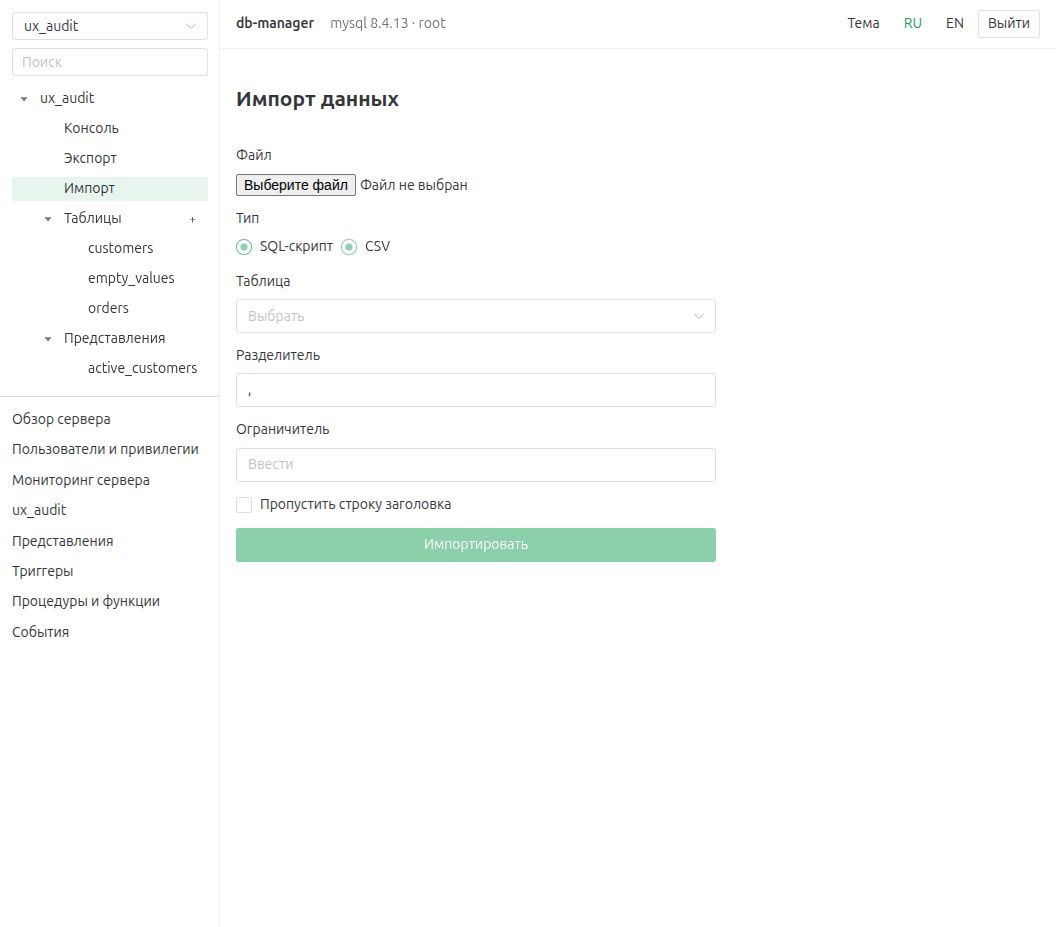 ux_audit
Поиск
ux_audit
Консоль
Экспорт
Импорт
Таблицы +
customers
empty_values
orders
Представления
active_customers
Обзор сервера
Пользователи и привилегии
Мониторинг сервера
ux_audit
Представления
Триггеры
Процедуры и функции
События
db-manager mysql 8.4.13 · root Тема RU EN Выйти
Импорт данных
Файл
Выберите файл Файл не выбран
Тип
SQL-скрипт CSV
Таблица
Выбрать
Разделитель
,
Ограничитель
Ввести
Пропустить строку заголовка
Импортировать